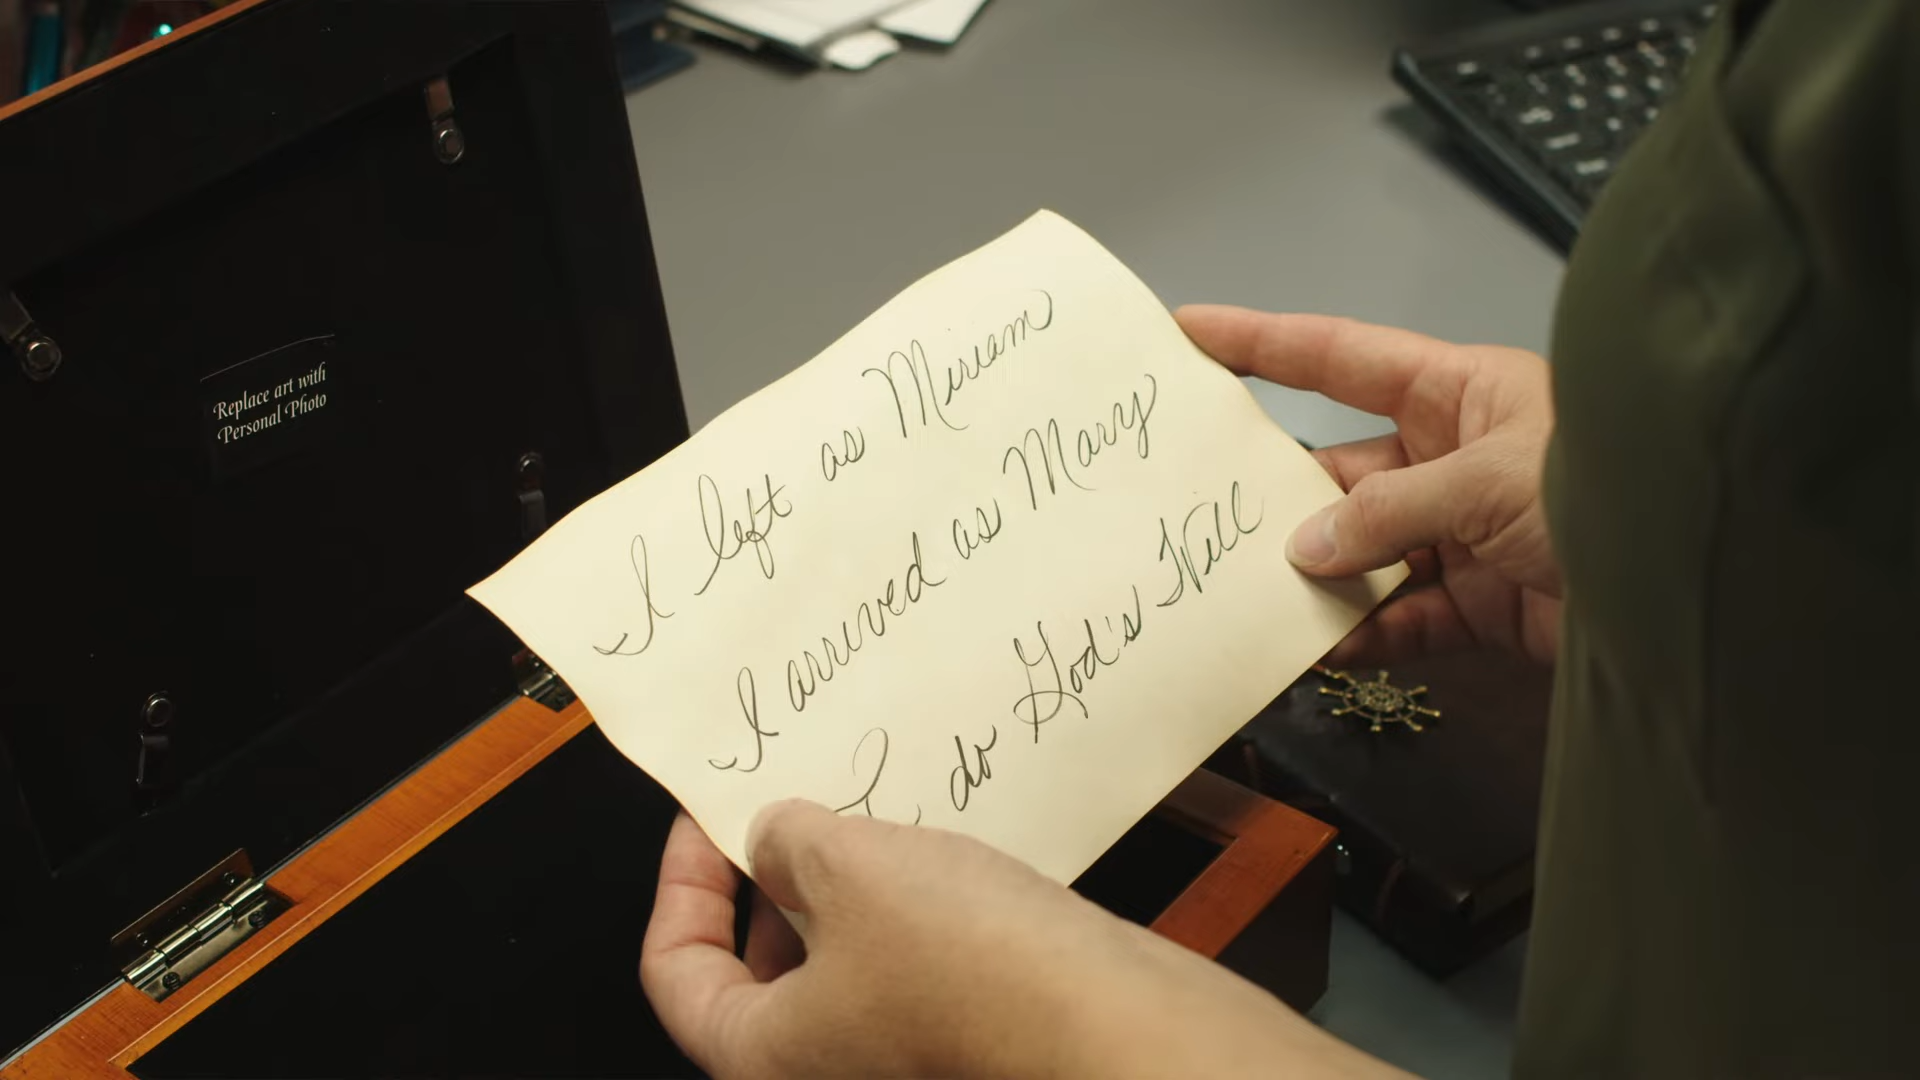 Replace art with
Personal Photo
I left as Miriam
I arrived as Mary
I do God's Will